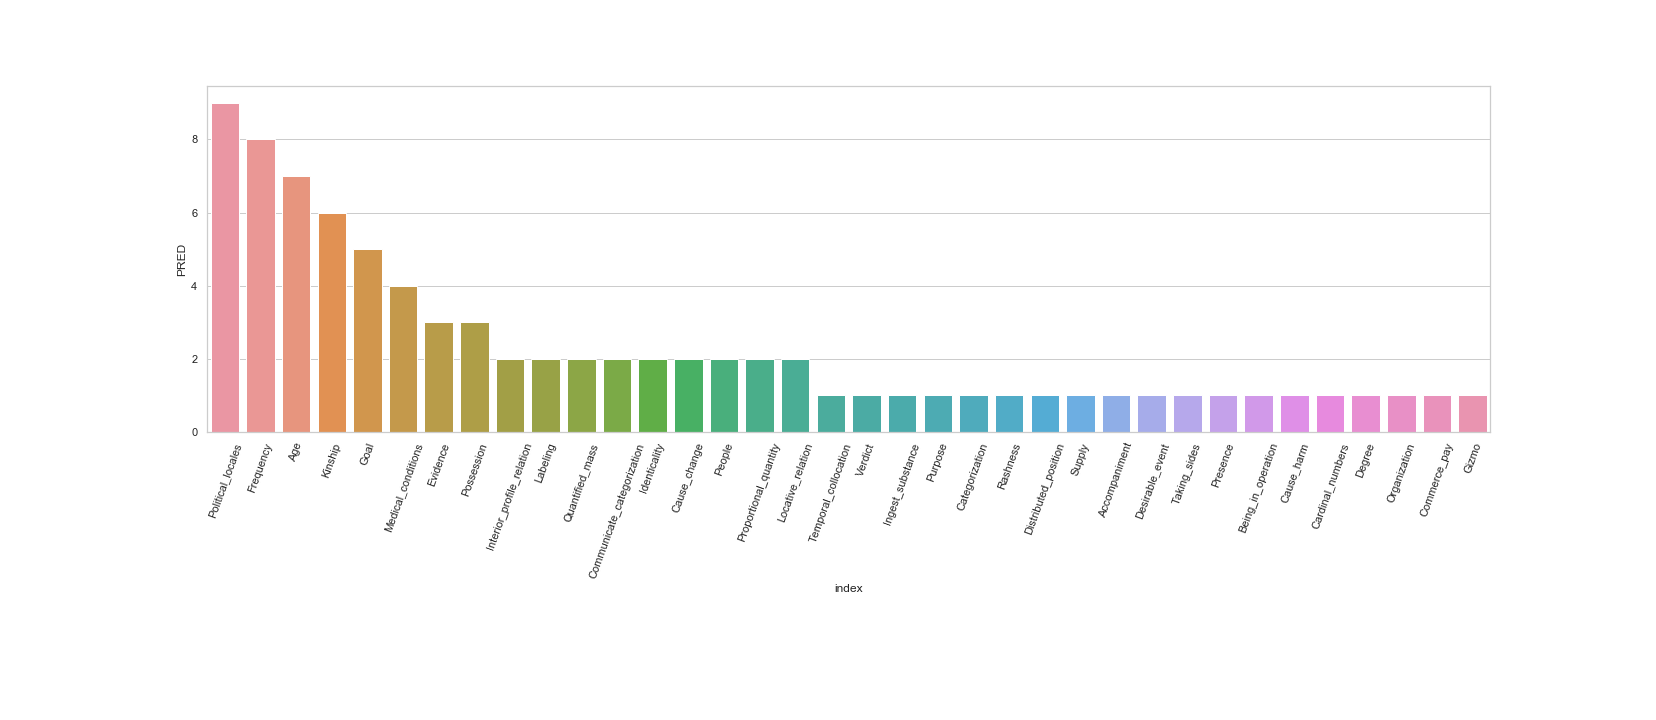 8
6
4
2
0
PRED
Political_locales
Frequency
Age
Kinship
Goal
Medical_conditions
Evidence
Possession
Interior_profile_relation
Labeling
Quantified_mass
Communicate_categorization
Identicality
Cause_change
People
Proportional_quantity
Locative_relation
Temporal_collocation
Verdict
Ingest_substance
Purpose
Categorization
Rashness
Distributed_position
Supply
Accompaniment
Desirable_event
Taking_sides
Presence
Being_in_operation
Cause_harm
Cardinal_numbers
Degree
Organization
Commerce_pay
Gizmo
index